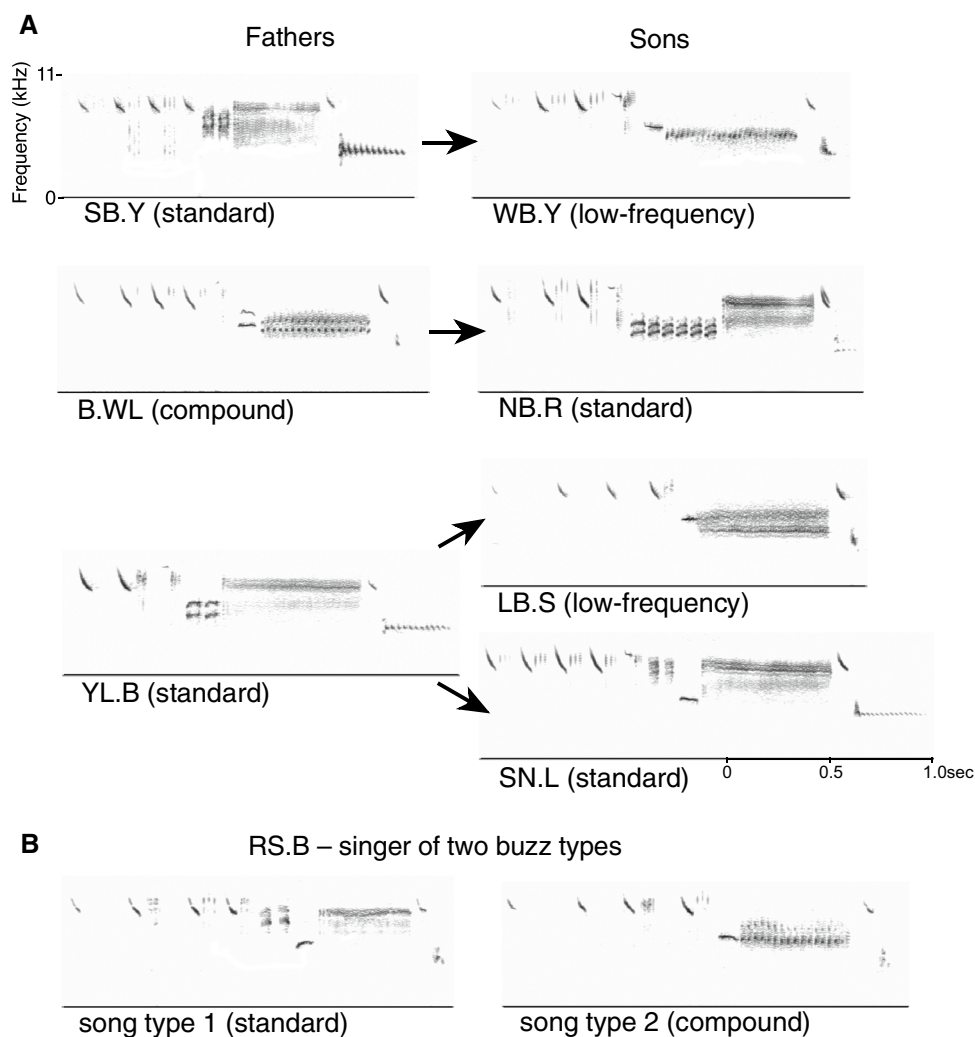 A
Fathers
Sons
11
Frequency (kHz)
0
SB.Y (standard)
WB.Y (low-frequency)
B.WL (compound)
NB.R (standard)
YL.B (standard)
LB.S (low-frequency)
SN.L (standard)
0
0.5
1.0sec
B
RS.B – singer of two buzz types
song type 1 (standard)
song type 2 (compound)